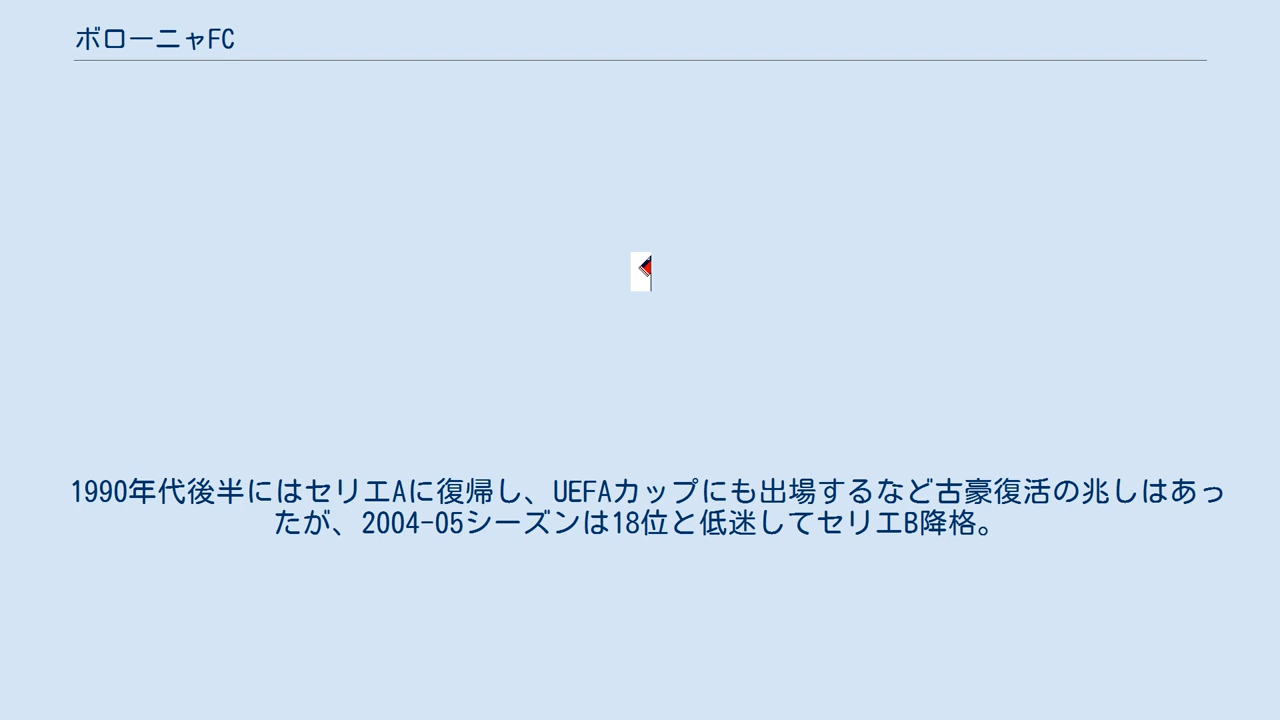 ボローニャFC
1990年代後半にはセリエAに復帰し、UEFAカップにも出場するなど古豪復活の兆しはあっ
たが、2004-05シーズンは18位と低迷してセリエB降格。